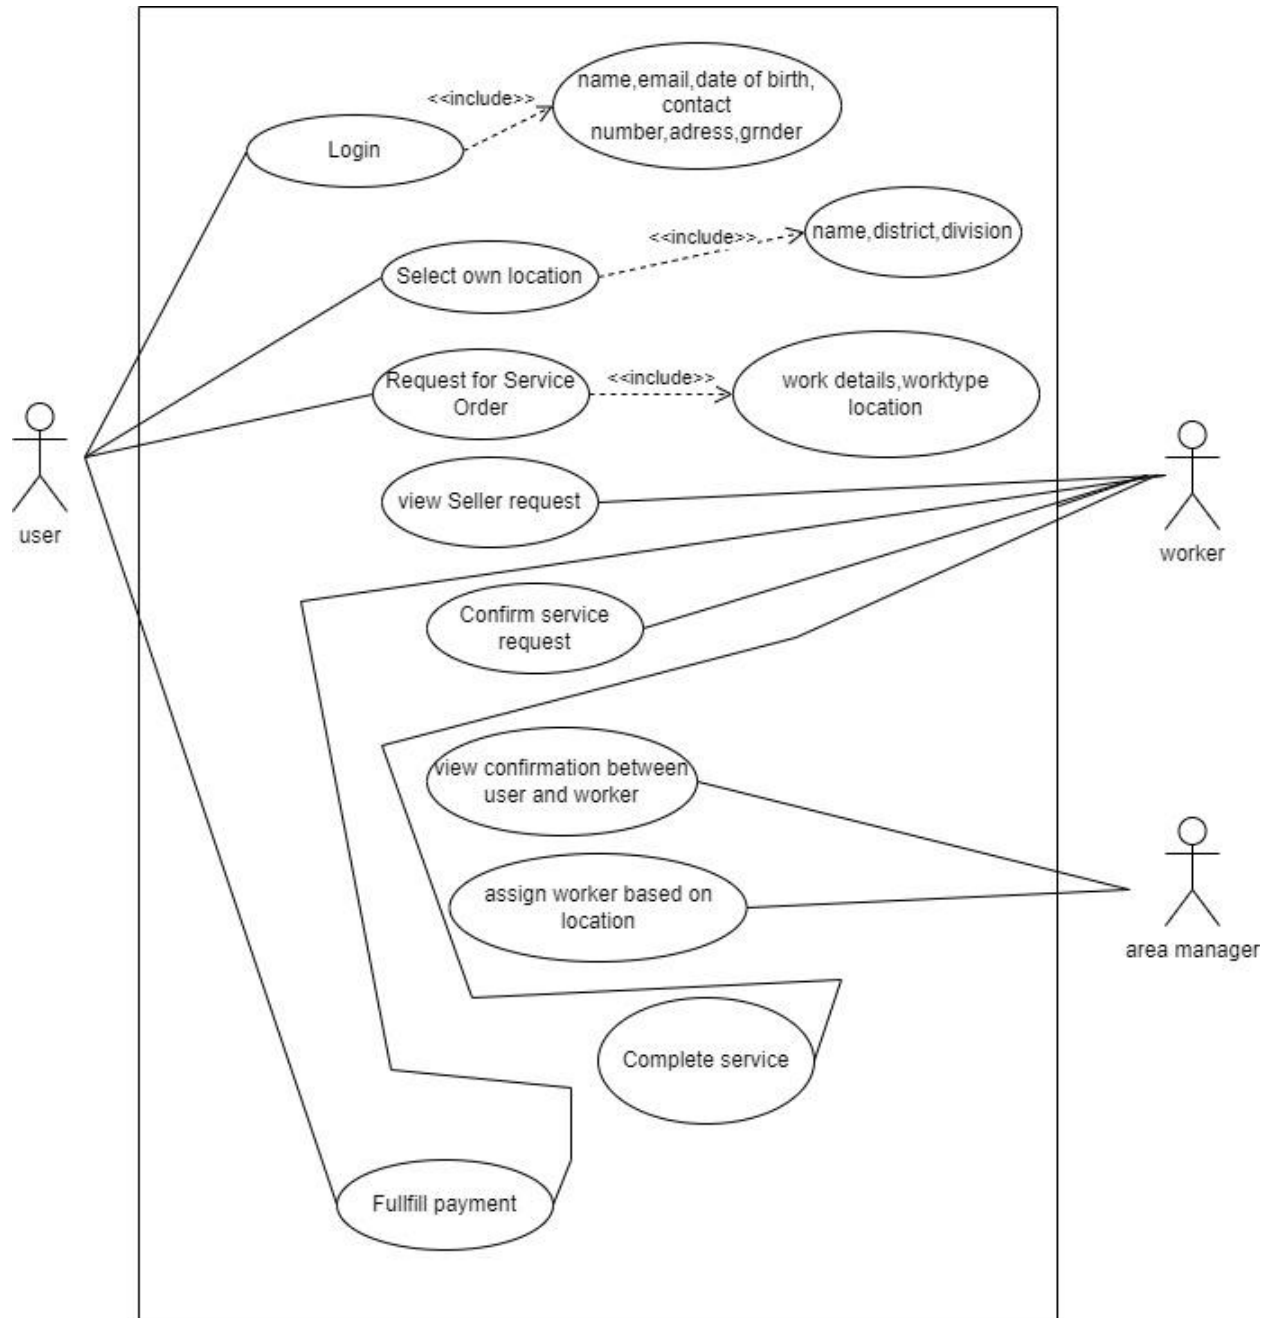 name,email,date of birth,
contact
number,adress,grnder
<<include>>
Login
<<include>>
name,district,division
Select own location
Request for Service
Order
<<include>>
work details,worktype
location
view Seller request
user
worker
Confirm service
request
view confirmation between
user and worker
assign worker based on
location
area manager
Complete service
Fullfill payment